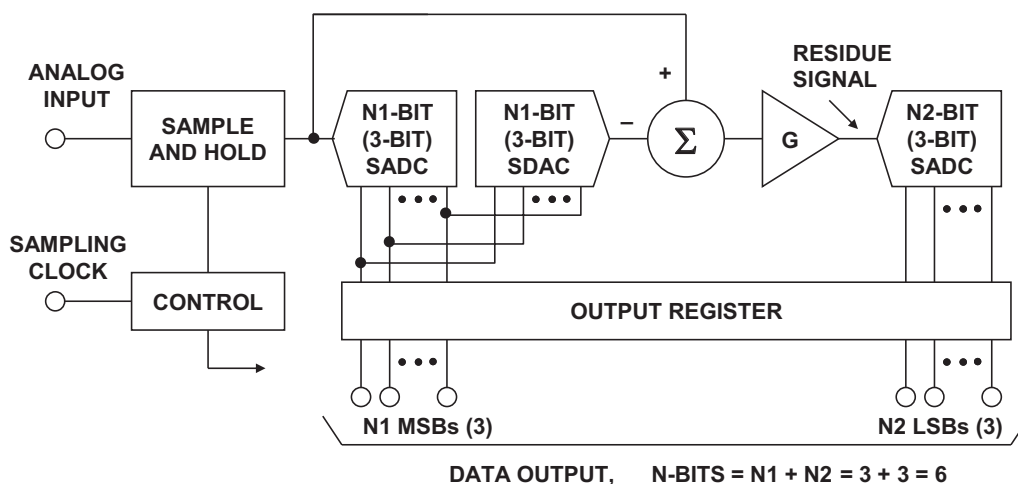 ANALOG
INPUT
SAMPLE
AND HOLD
SAMPLING
CLOCK
CONTROL
N1-BIT
(3-BIT)
SADC
N1-BIT
(3-BIT)
SDAC
+
–
Σ
G
RESIDUE
SIGNAL
N2-BIT
(3-BIT)
SADC
OUTPUT REGISTER
N1 MSBs (3)
N2 LSBs (3)
DATA OUTPUT, N-BITS = N1 + N2 = 3 + 3 = 6